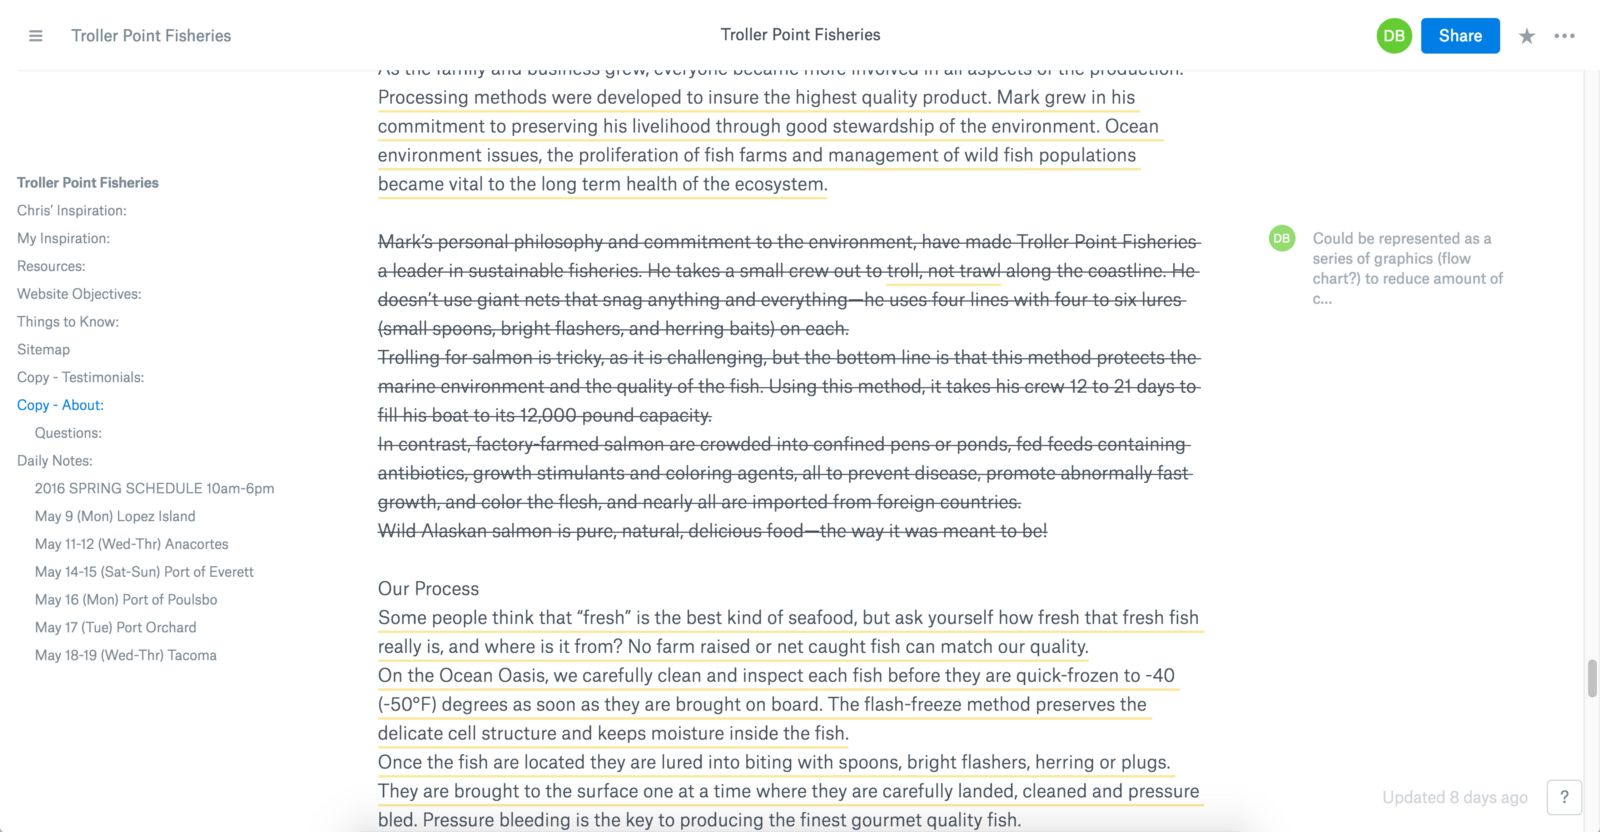 Troller Point Fisheries
Troller Point Fisheries
DB
Share
Troller Point Fisheries
Chris’ Inspiration:
My Inspiration:
Resources:
Website Objectives:
Things to Know:
Sitemap
Copy - Testimonials:
Copy - About:
Questions:
Daily Notes:
2016 SPRING SCHEDULE 10am-6pm
May 9 (Mon) Lopez Island
May 11-12 (Wed-Thr) Anacortes
May 14-15 (Sat-Sun) Port of Everett
May 16 (Mon) Port of Poulsbo
May 17 (Tue) Port Orchard
May 18-19 (Wed-Thr) Tacoma
As the family and business grew, everyone became more involved in all aspects of the production.
Processing methods were developed to insure the highest quality product. Mark grew in his
commitment to preserving his livelihood through good stewardship of the environment. Ocean
environment issues, the proliferation of fish farms and management of wild fish populations
became vital to the long term health of the ecosystem.
Mark’s personal philosophy and commitment to the environment, have made Troller Point Fisheries
a leader in sustainable fisheries. He takes a small crew out to troll, not trawl along the coastline. He
doesn’t use giant nets that snag anything and everything—he uses four lines with four to six lures
(small spoons, bright flashers, and herring baits) on each.
Trolling for salmon is tricky, as it is challenging, but the bottom line is that this method protects the
marine environment and the quality of the fish. Using this method, it takes his crew 12 to 21 days to
fill his boat to its 12,000 pound capacity.
In contrast, factory-farmed salmon are crowded into confined pens or ponds, fed feeds containing
antibiotics, growth stimulants and coloring agents, all to prevent disease, promote abnormally fast
growth, and color the flesh, and nearly all are imported from foreign countries.
Wild Alaskan salmon is pure, natural, delicious food—the way it was meant to be!
Our Process
Some people think that “fresh” is the best kind of seafood, but ask yourself how fresh that fresh fish
really is, and where is it from? No farm raised or net caught fish can match our quality.
On the Ocean Oasis, we carefully clean and inspect each fish before they are quick-frozen to -40
(-50°F) degrees as soon as they are brought on board. The flash-freeze method preserves the
delicate cell structure and keeps moisture inside the fish.
Once the fish are located they are lured into biting with spoons, bright flashers, herring or plugs.
They are brought to the surface one at a time where they are carefully landed, cleaned and pressure
bled. Pressure bleeding is the key to producing the finest gourmet quality fish.
DB
Could be represented as a
series of graphics (flow
chart?) to reduce amount of
c...
Updated 8 days ago
?